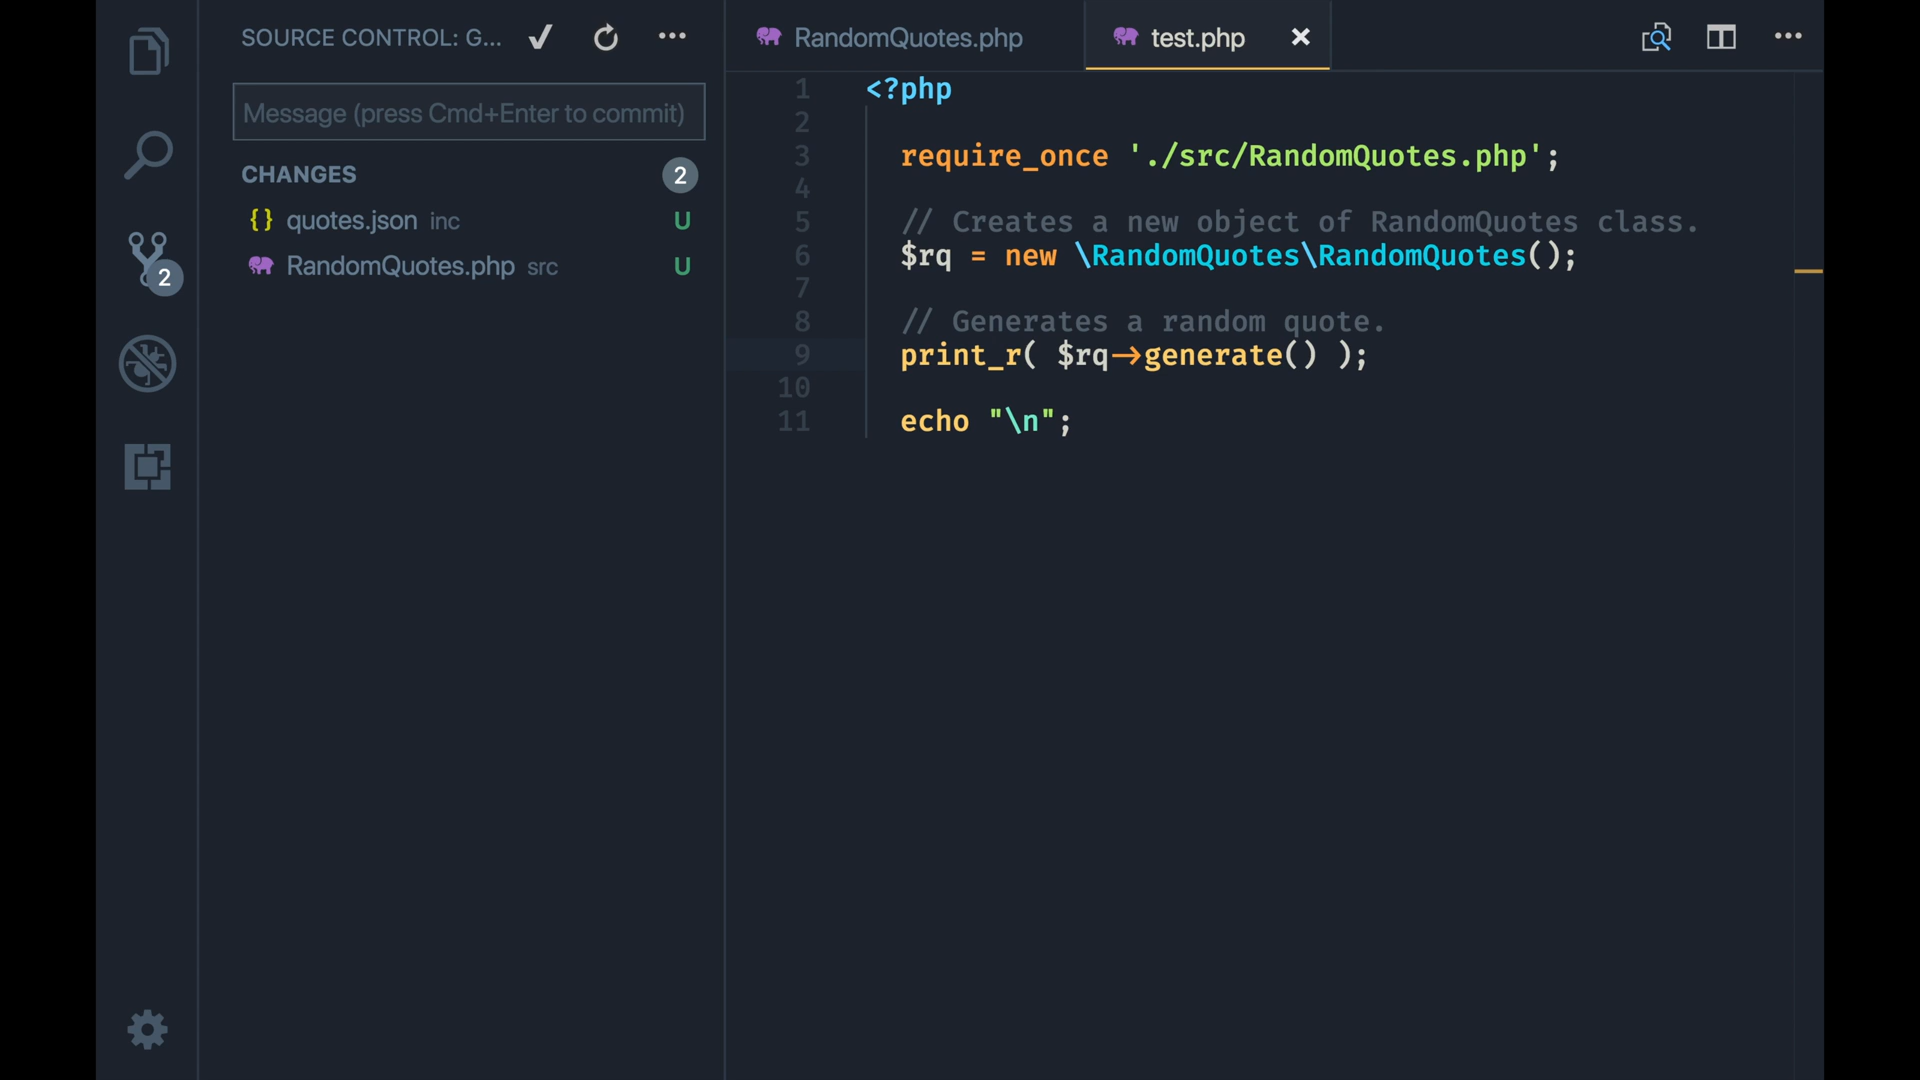 SOURCE CONTROL: G...
Message (press Cmd+Enter to commit)
CHANGES 2
{} quotes.json inc U
RandomQuotes.php src U
2
RandomQuotes.php
test.php
1 <?php
2
3 require_once './src/RandomQuotes.php';
4
5 // Creates a new object of RandomQuotes class.
6 $rq = new \RandomQuotes\RandomQuotes();
7
8 // Generates a random quote.
9 print_r( $rq->generate() );
10
11 echo "\n";